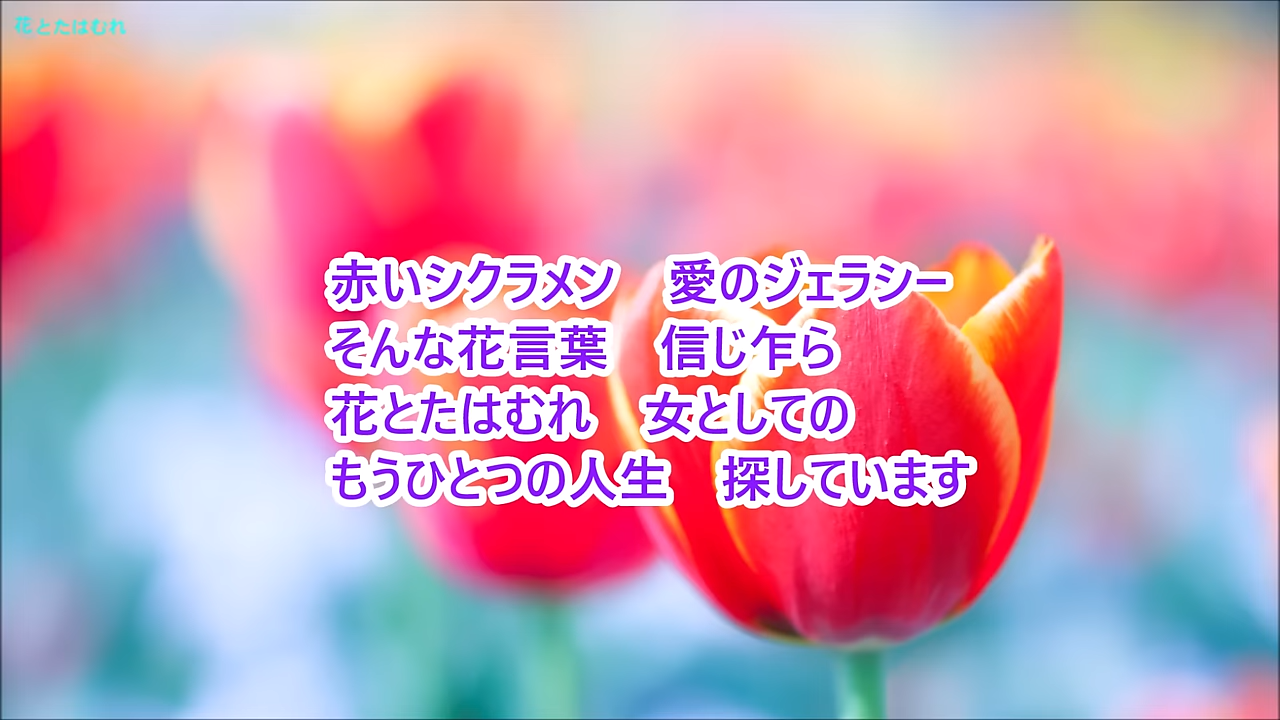 花とたはむれ
赤いシクラメン　愛のジェラシー
そんな花言葉　信じ乍ら
花とたはむれ　女としての
もうひとつの人生　探しています